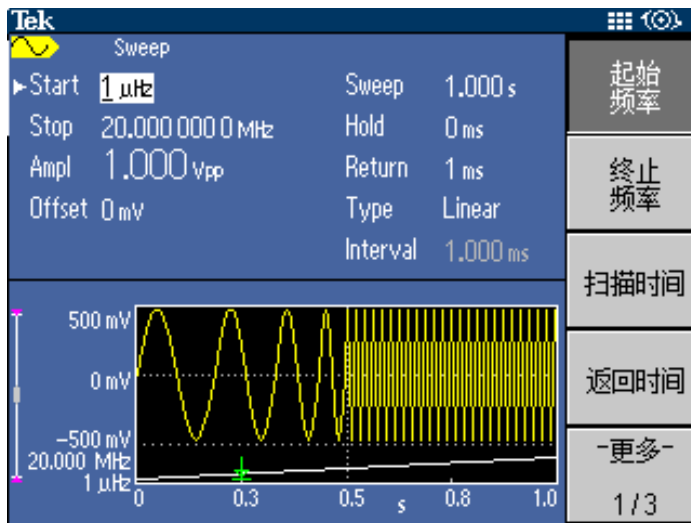 Tek
Sweep
Start 1 µHz
Sweep 1.000 s
Stop 20.000 000 0 MHz
Hold 0 ms
Ampl 1.000 Vpp
Return 1 ms
Offset 0 mV
Type Linear
Interval 1.000 ms
起始
频率
终止
频率
扫描时间
返回时间
-更多-
1/3
500 mV
0 mV
-500 mV
20.000 MHz
1 µHz
0 0.3 0.5 s 0.8 1.0